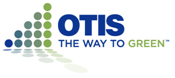 OTIS
THE WAY TO GREEN™